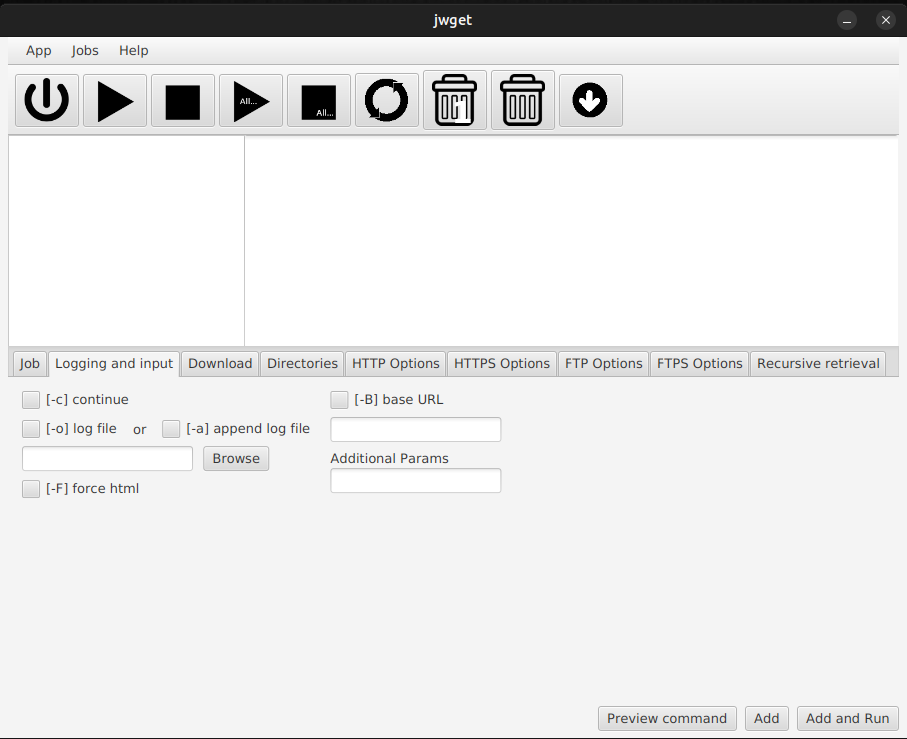 jwget
App Jobs Help
All... All...
Job Logging and input Download Directories HTTP Options HTTPS Options FTP Options FTPS Options Recursive retrieval
[-c] continue [-B] base URL
[-o] log file or [-a] append log file
Browse Additional Params
[-F] force html
Preview command Add Add and Run